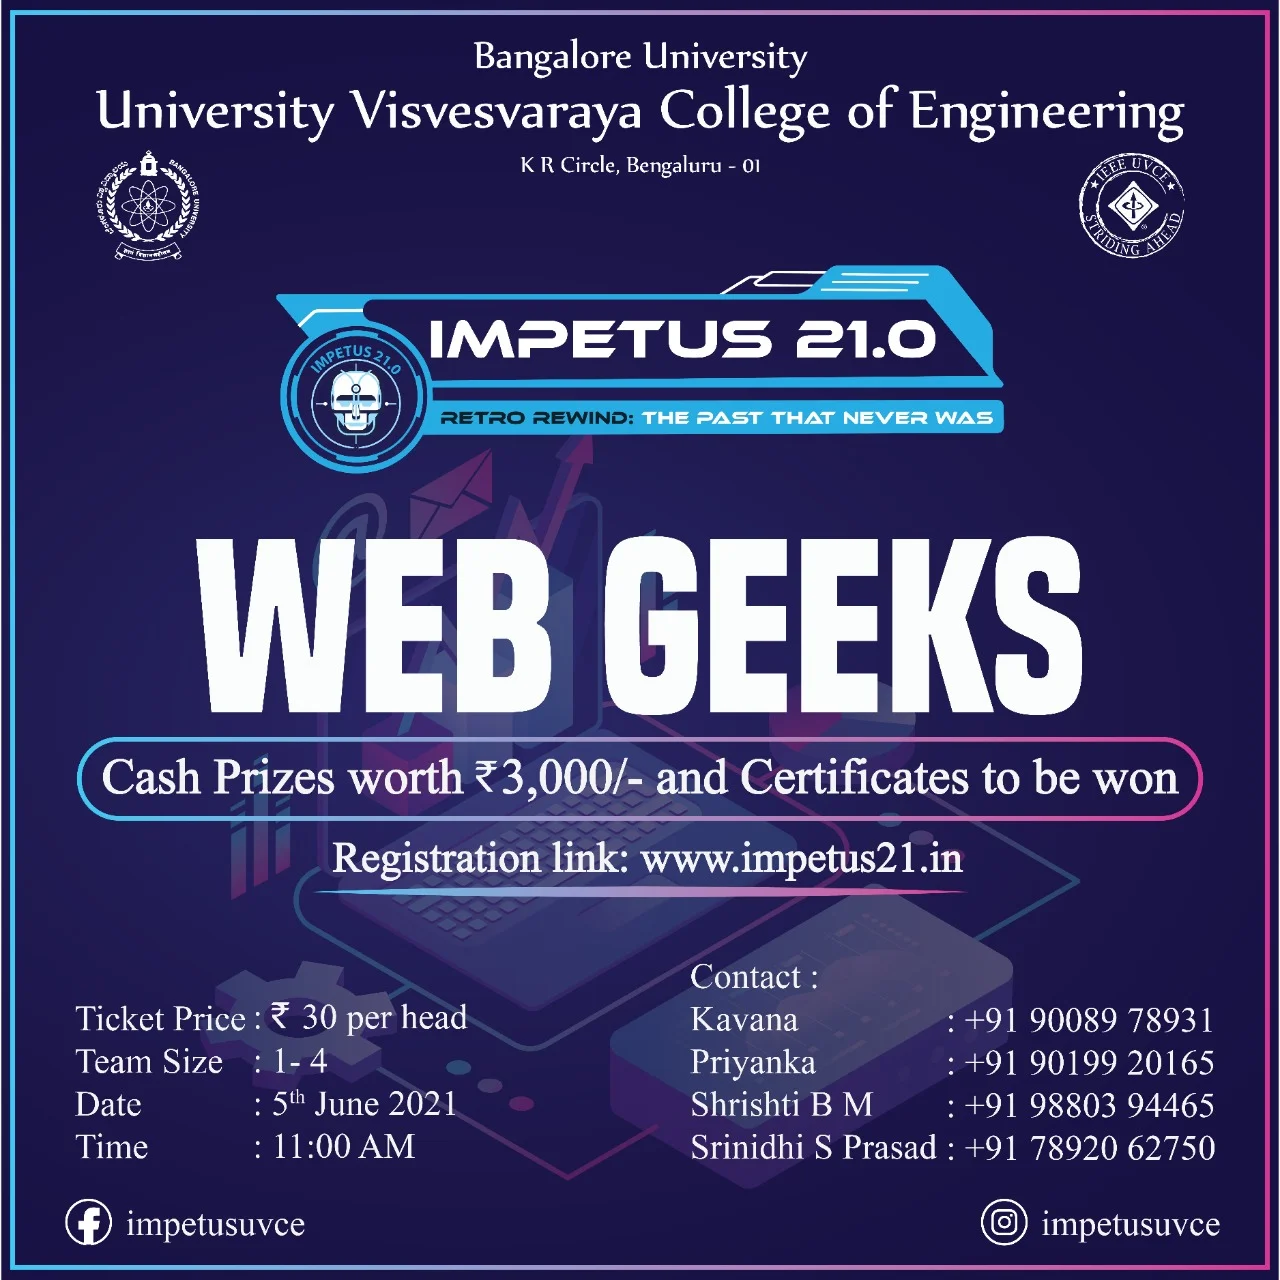 Bangalore University
University Visvesvaraya College of Engineering
K R Circle, Bengaluru - 01
BANGALORE UNIVERSITY
IEEE UVCE
STRIDING AHEAD
IMPETUS 21.0
IMPETUS 21.0
RETRO REWIND: THE PAST THAT NEVER WAS
WEB GEEKS
Cash Prizes worth ₹3,000/- and Certificates to be won
Registration link: www.impetus21.in
Ticket Price : ₹ 30 per head
Team Size : 1- 4
Date : 5th June 2021
Time : 11:00 AM
Contact :
Kavana : +91 90089 78931
Priyanka : +91 90199 20165
Shrishti B M : +91 98803 94465
Srinidhi S Prasad : +91 78920 62750
impetusuvce
impetusuvce